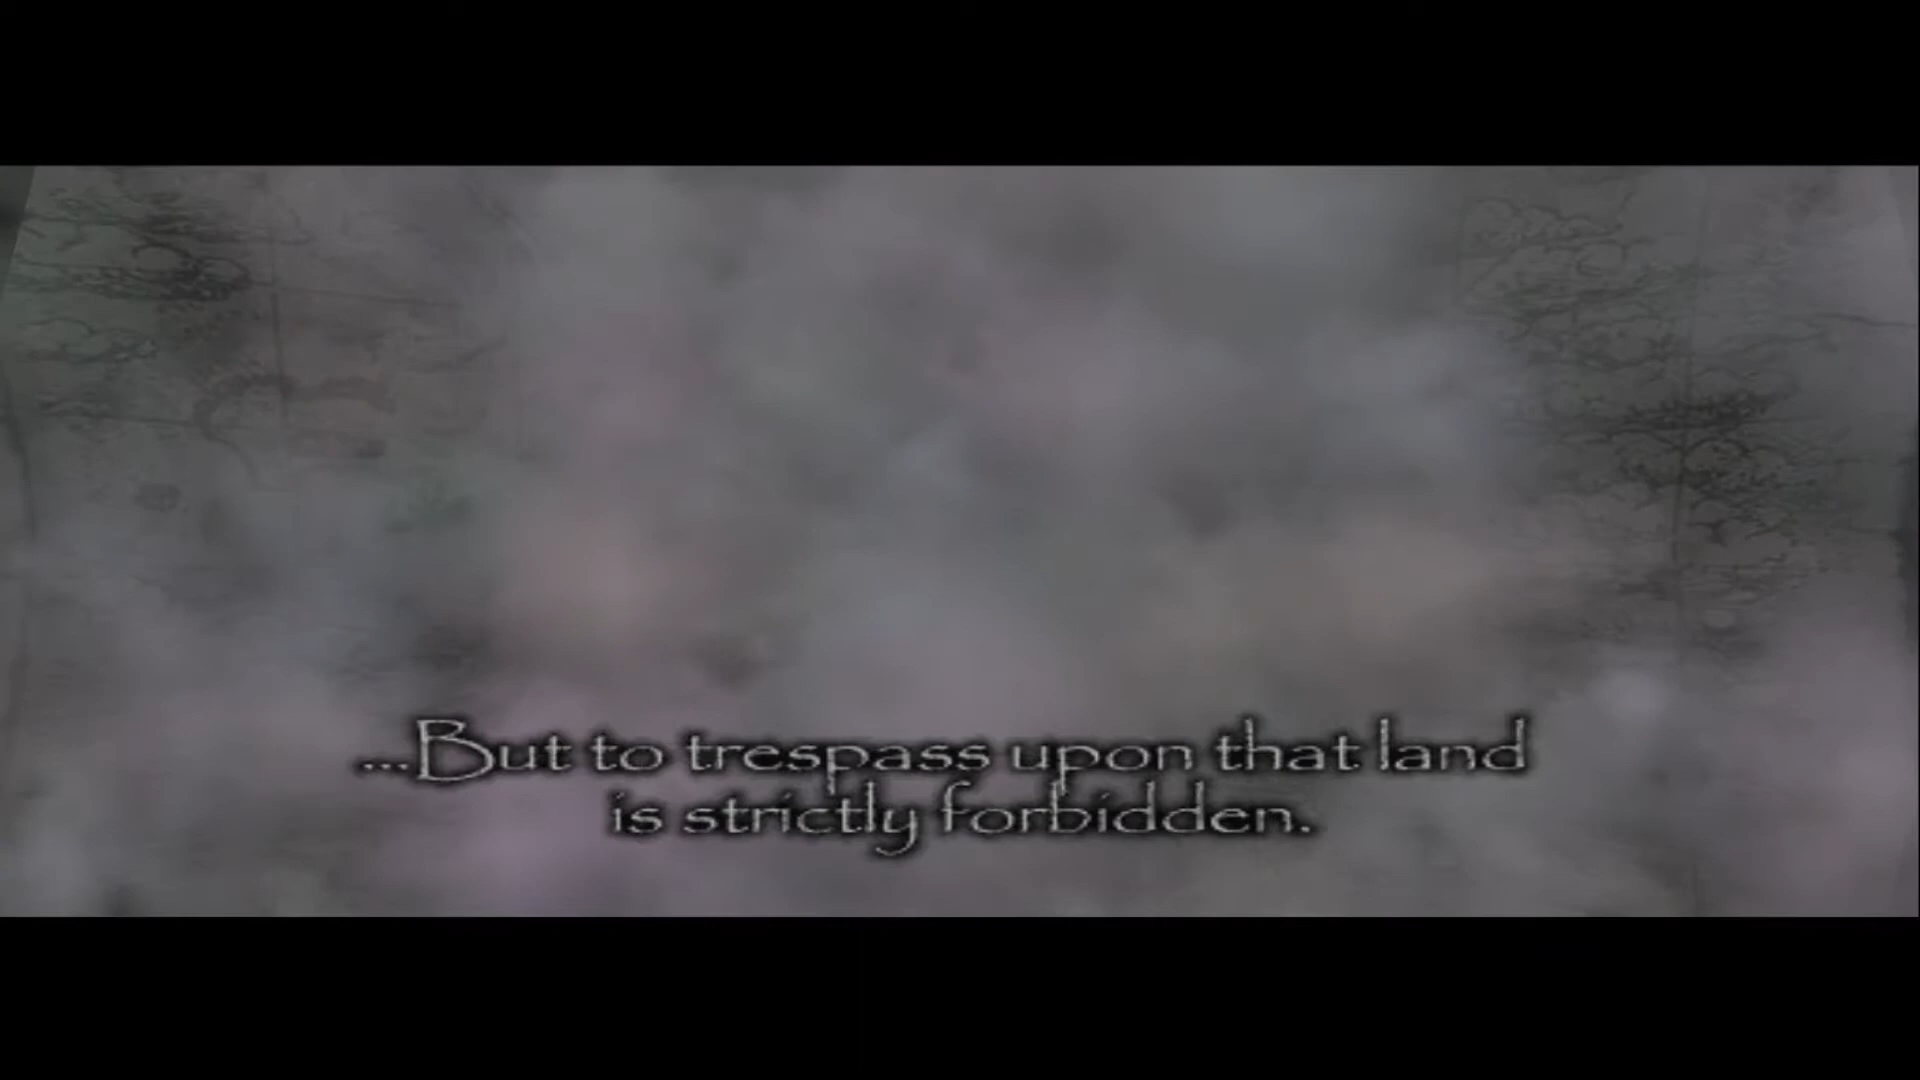 ...But to trespass upon that land
is strictly forbidden.